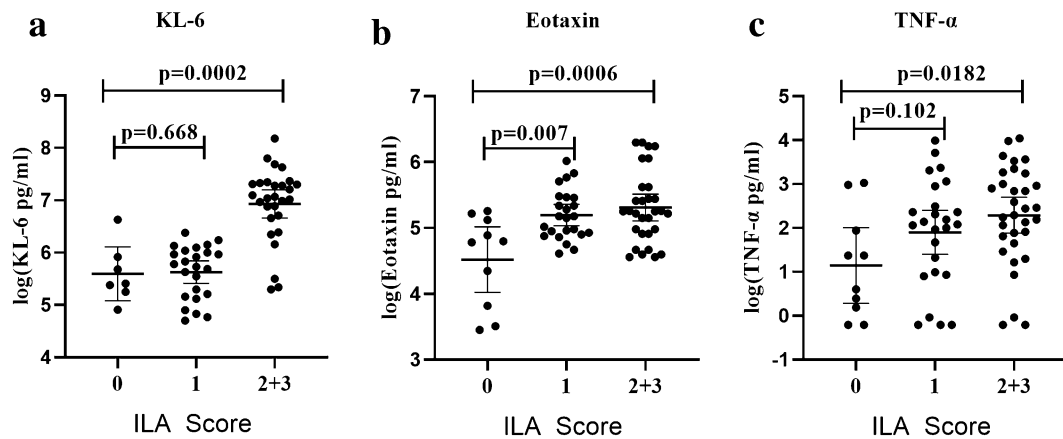 a
KL-6
p=0.0002
p=0.668
log(KL-6 pg/ml)
9
8
7
6
5
4
0 1 2+3
ILA Score
b
Eotaxin
p=0.0006
p=0.007
log(Eotaxin pg/ml)
7
6
5
4
3
0 1 2+3
ILA Score
c
TNF-α
p=0.0182
p=0.102
log(TNF-α pg/ml)
5
4
3
2
1
0
-1
0 1 2+3
ILA Score